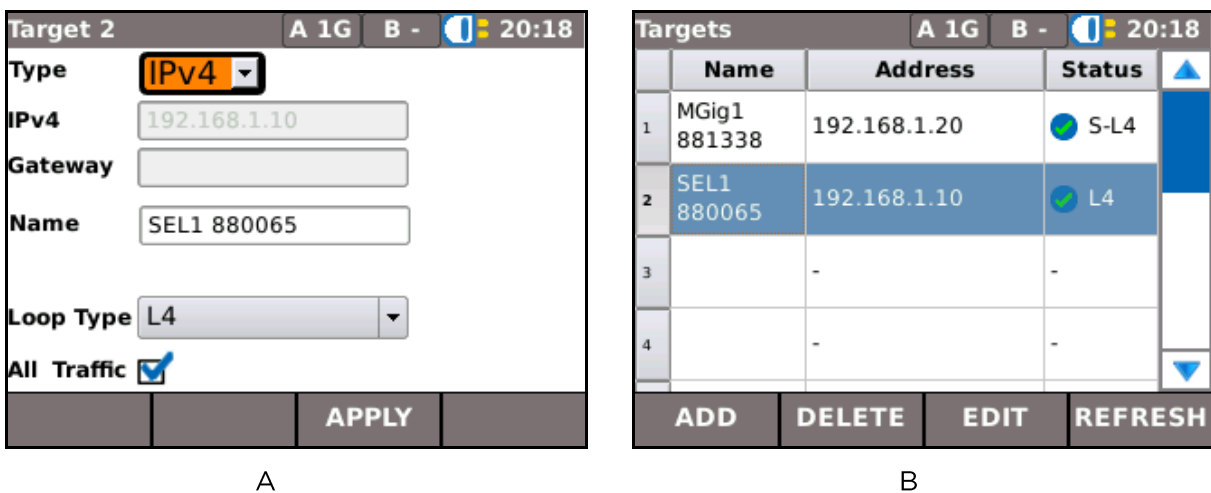 Target 2 A 1G B - 20:18
Type IPv4
IPv4 192.168.1.10
Gateway
Name SEL1 880065
Loop Type L4
All Traffic
APPLY
A
Targets A 1G B - 20:18
Name Address Status
1 MGig1 881338 192.168.1.20 S-L4
2 SEL1 880065 192.168.1.10 L4
3 - -
4 - -
ADD DELETE EDIT REFRESH
B